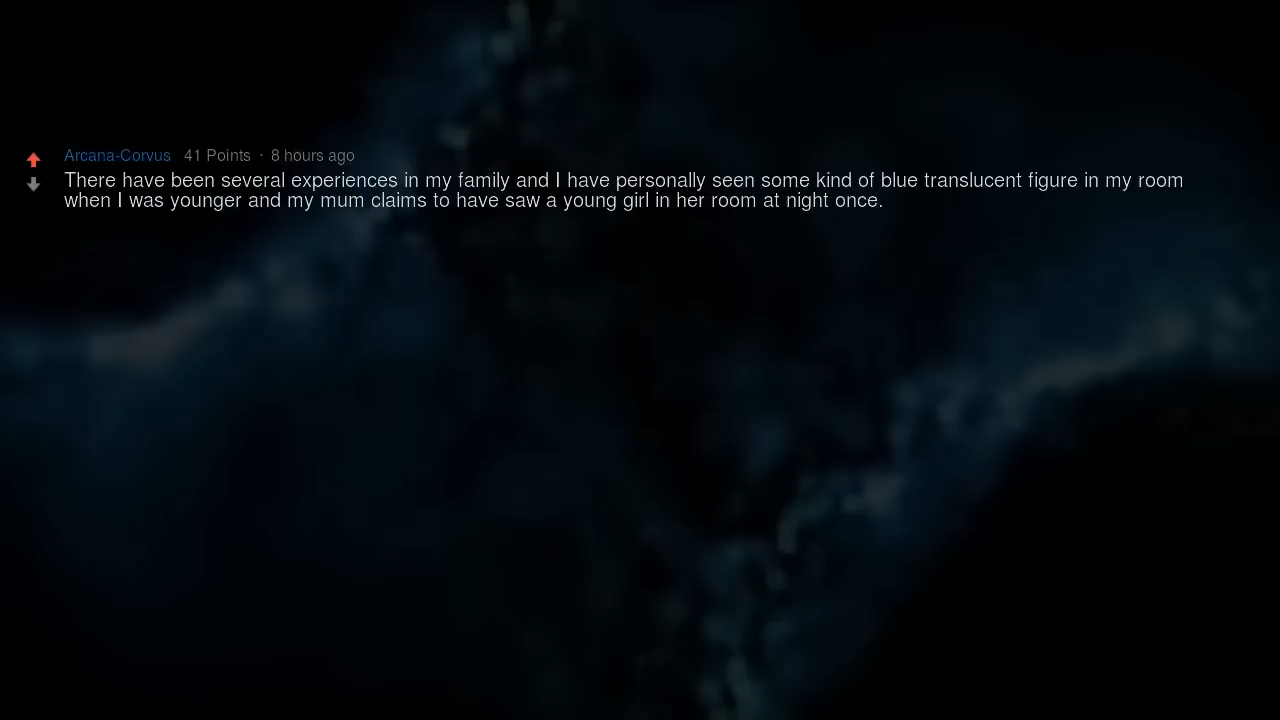 Arcana-Corvus 41 Points · 8 hours ago
There have been several experiences in my family and I have personally seen some kind of blue translucent figure in my room
when I was younger and my mum claims to have saw a young girl in her room at night once.